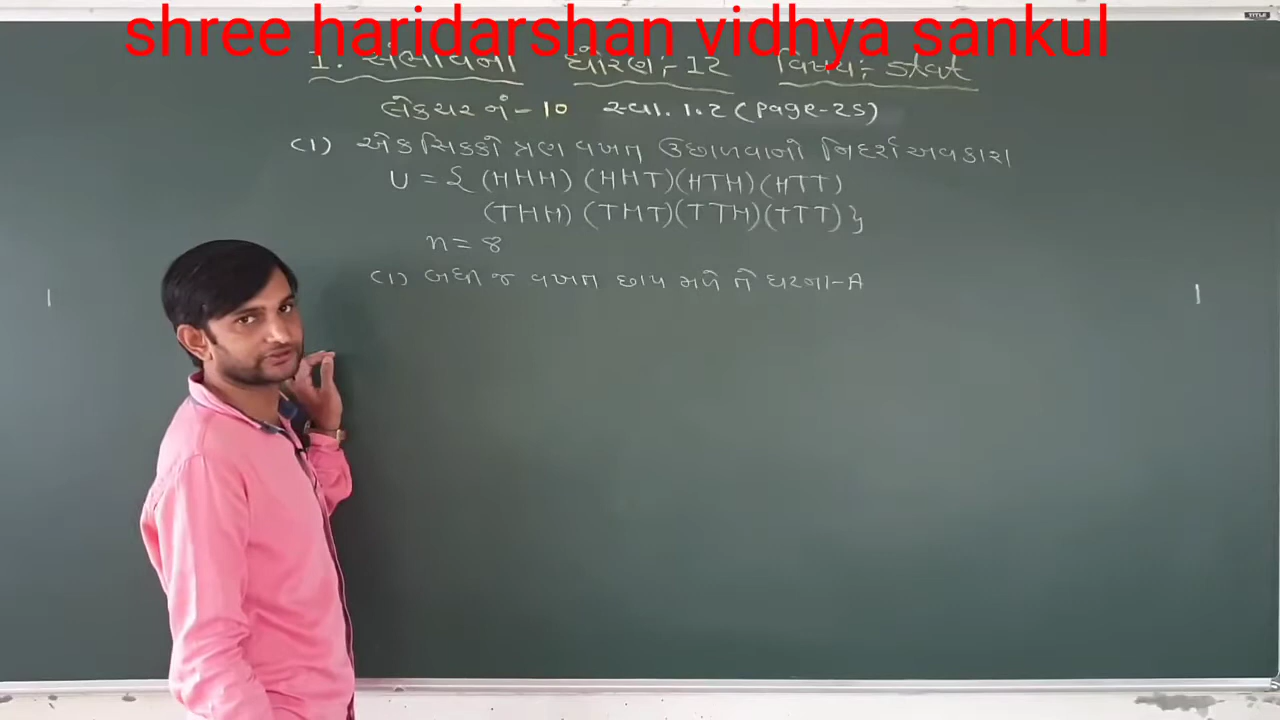 shree haridarshan vidhya sankul
1. સંભાવના ધોરણ:- 12 વિષય:- stat
લેકચર નં - 10 સ્વા. 1.2 (page-25)
(1) એક સિક્કો ત્રણ વખત ઉછાળવાનો નિદર્શ અવકાશ
U = { (HHH) (HHT) (HTH) (HTT)
(THH) (THT) (TTH) (TTT) }
n = 8
(1) બધી જ વખત છાપ મળે તે ઘટના - A
TITLE